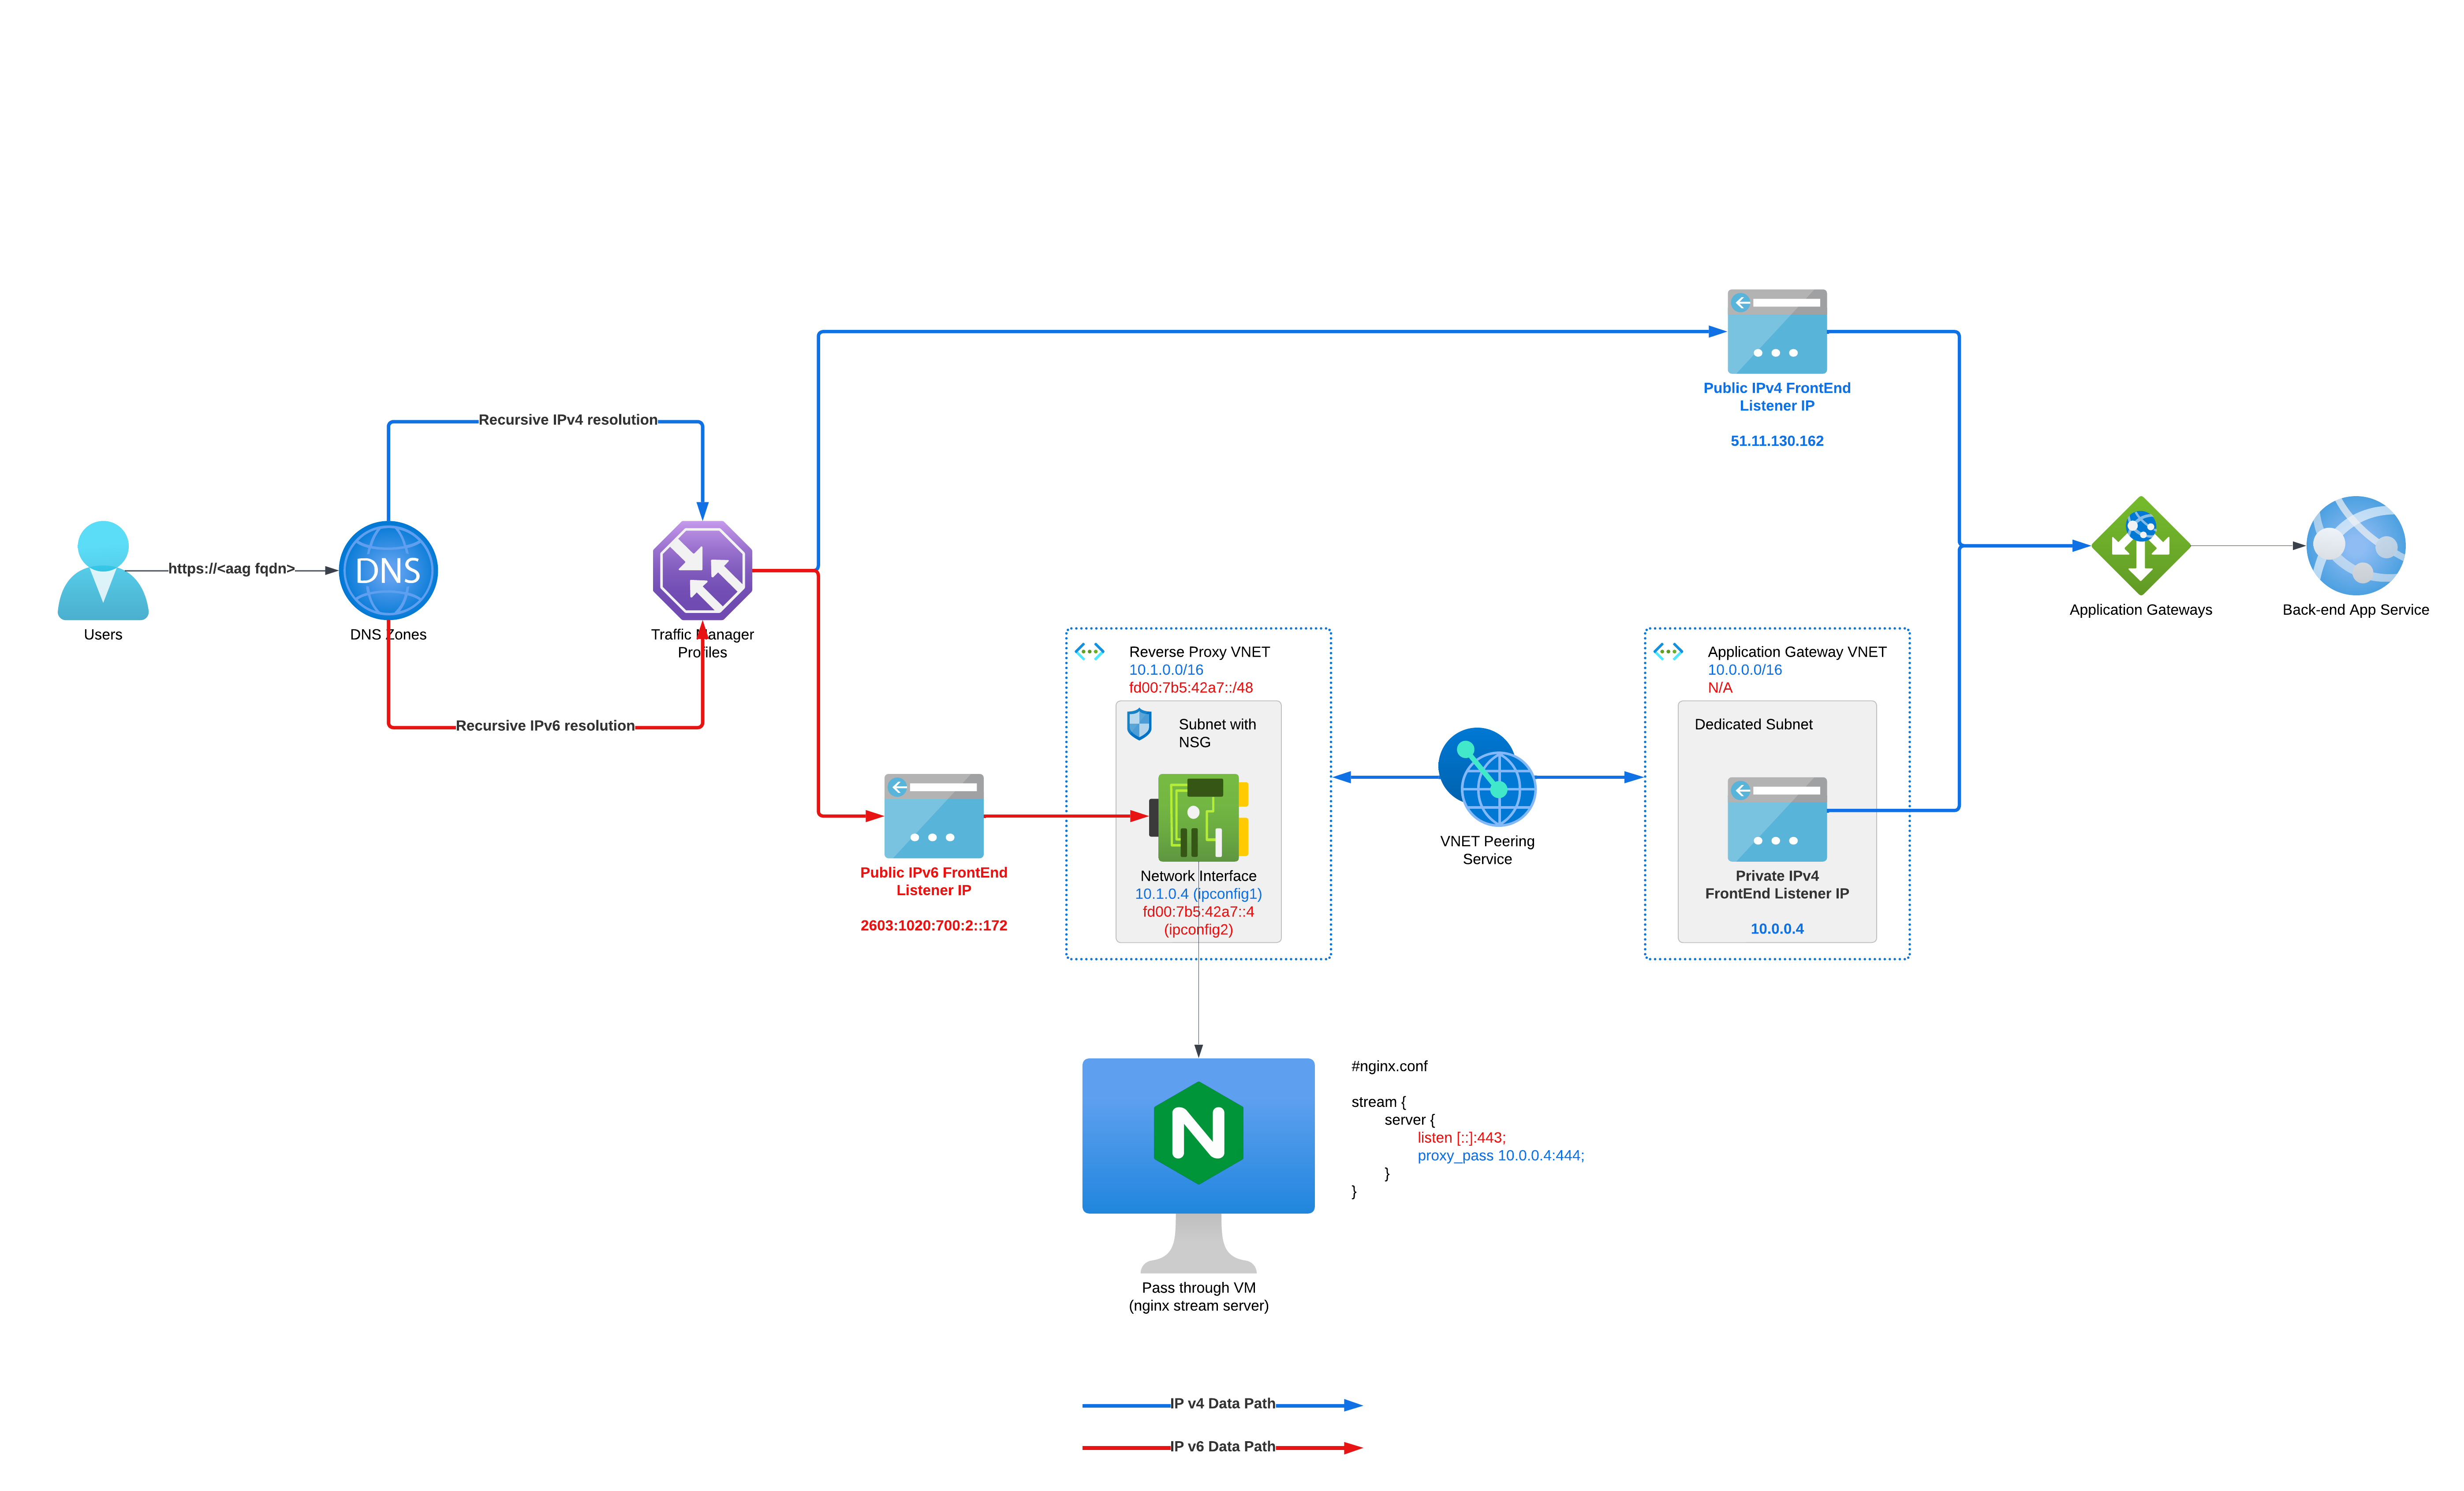 Public IPv4 FrontEnd
Listener IP
51.11.130.162
Recursive IPv4 resolution
https://<aag fqdn>
DNS
Users
DNS Zones
Traffic Manager
Profiles
Application Gateways
Back-end App Service
Recursive IPv6 resolution
Reverse Proxy VNET
10.1.0.0/16
fd00:7b5:42a7::/48
Subnet with
NSG
Application Gateway VNET
10.0.0.0/16
N/A
Dedicated Subnet
Public IPv6 FrontEnd
Listener IP
2603:1020:700:2::172
Network Interface
10.1.0.4 (ipconfig1)
fd00:7b5:42a7::4
(ipconfig2)
VNET Peering
Service
Private IPv4
FrontEnd Listener IP
10.0.0.4
#nginx.conf
stream {
server {
listen [::]:443;
proxy_pass 10.0.0.4:444;
}
}
N
Pass through VM
(nginx stream server)
IP v4 Data Path
IP v6 Data Path